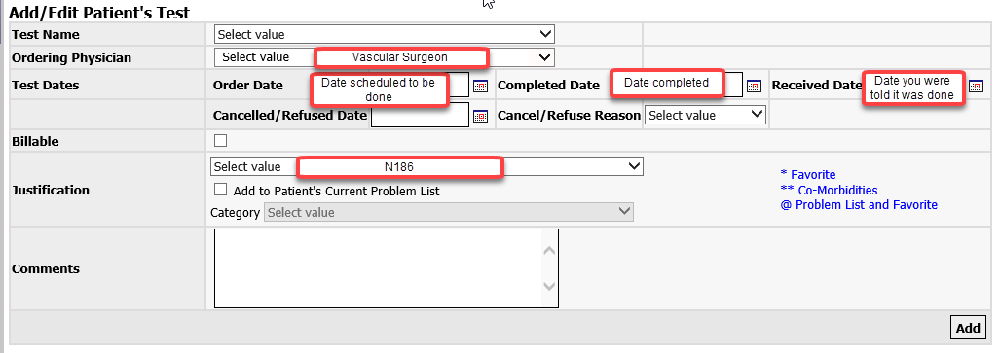 Add/Edit Patient's Test
Test Name Select value
Ordering Physician Select value Vascular Surgeon
Test Dates Order Date Date scheduled to be done Completed Date Date completed Received Date Date you were told it was done
Cancelled/Refused Date Cancel/Refuse Reason Select value
Billable
Justification Select value N186
Add to Patient's Current Problem List
Category Select value
* Favorite
** Co-Morbidities
@ Problem List and Favorite
Comments
Add